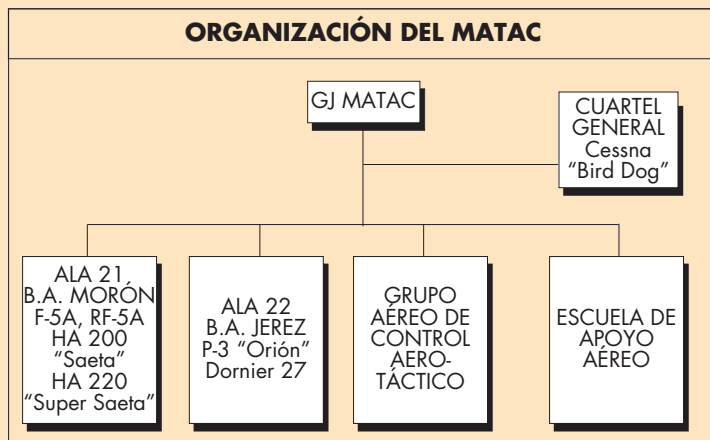 ORGANIZACIÓN DEL MATAC
GJ MATAC
CUARTEL
GENERAL
Cessna
“Bird Dog”
ALA 21,
B.A. MORÓN
F-5A, RF-5A
HA 200
“Saeta”
HA 220
“Super Saeta”
ALA 22
B.A. JEREZ
P-3 “Orión”
Dornier 27
GRUPO
AÉREO DE
CONTROL
AERO-
TÁCTICO
ESCUELA DE
APOYO
AÉREO